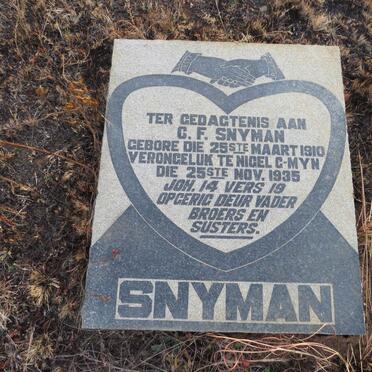 TER GEDAGTENIS AAN
C. F. SNYMAN
GEBORE DIE 25STE MAART 1910
VERONGELUK TE NIGEL G-MYN
DIE 25STE NOV. 1935
JOH. 14 VERS 19
OPGERIG DEUR VADER
BROERS EN
SUSTERS.
SNYMAN